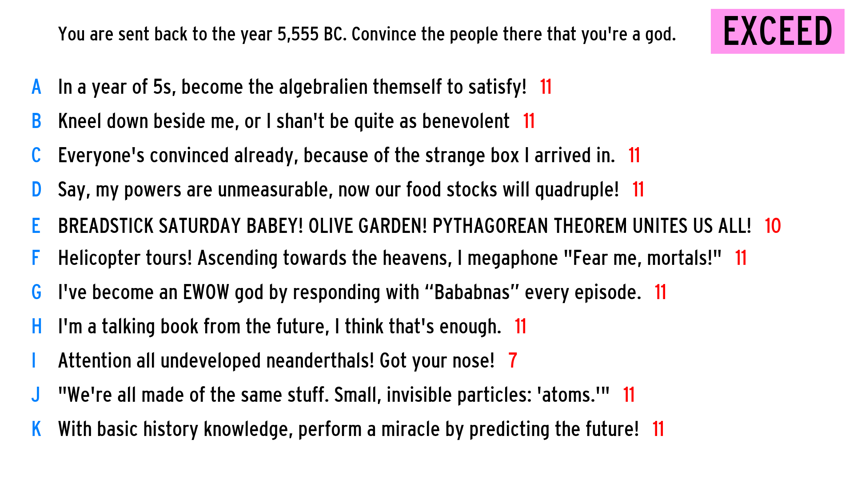 You are sent back to the year 5,555 BC. Convince the people there that you're a god.
EXCEED
A In a year of 5s, become the algebralien themself to satisfy! 11
B Kneel down beside me, or I shan't be quite as benevolent 11
C Everyone's convinced already, because of the strange box I arrived in. 11
D Say, my powers are unmeasurable, now our food stocks will quadruple! 11
E BREADSTICK SATURDAY BABEY! OLIVE GARDEN! PYTHAGOREAN THEOREM UNITES US ALL! 10
F Helicopter tours! Ascending towards the heavens, I megaphone "Fear me, mortals!" 11
G I've become an EWOW god by responding with “Bababnas” every episode. 11
H I'm a talking book from the future, I think that's enough. 11
I Attention all undeveloped neanderthals! Got your nose! 7
J "We're all made of the same stuff. Small, invisible particles: 'atoms.'" 11
K With basic history knowledge, perform a miracle by predicting the future! 11